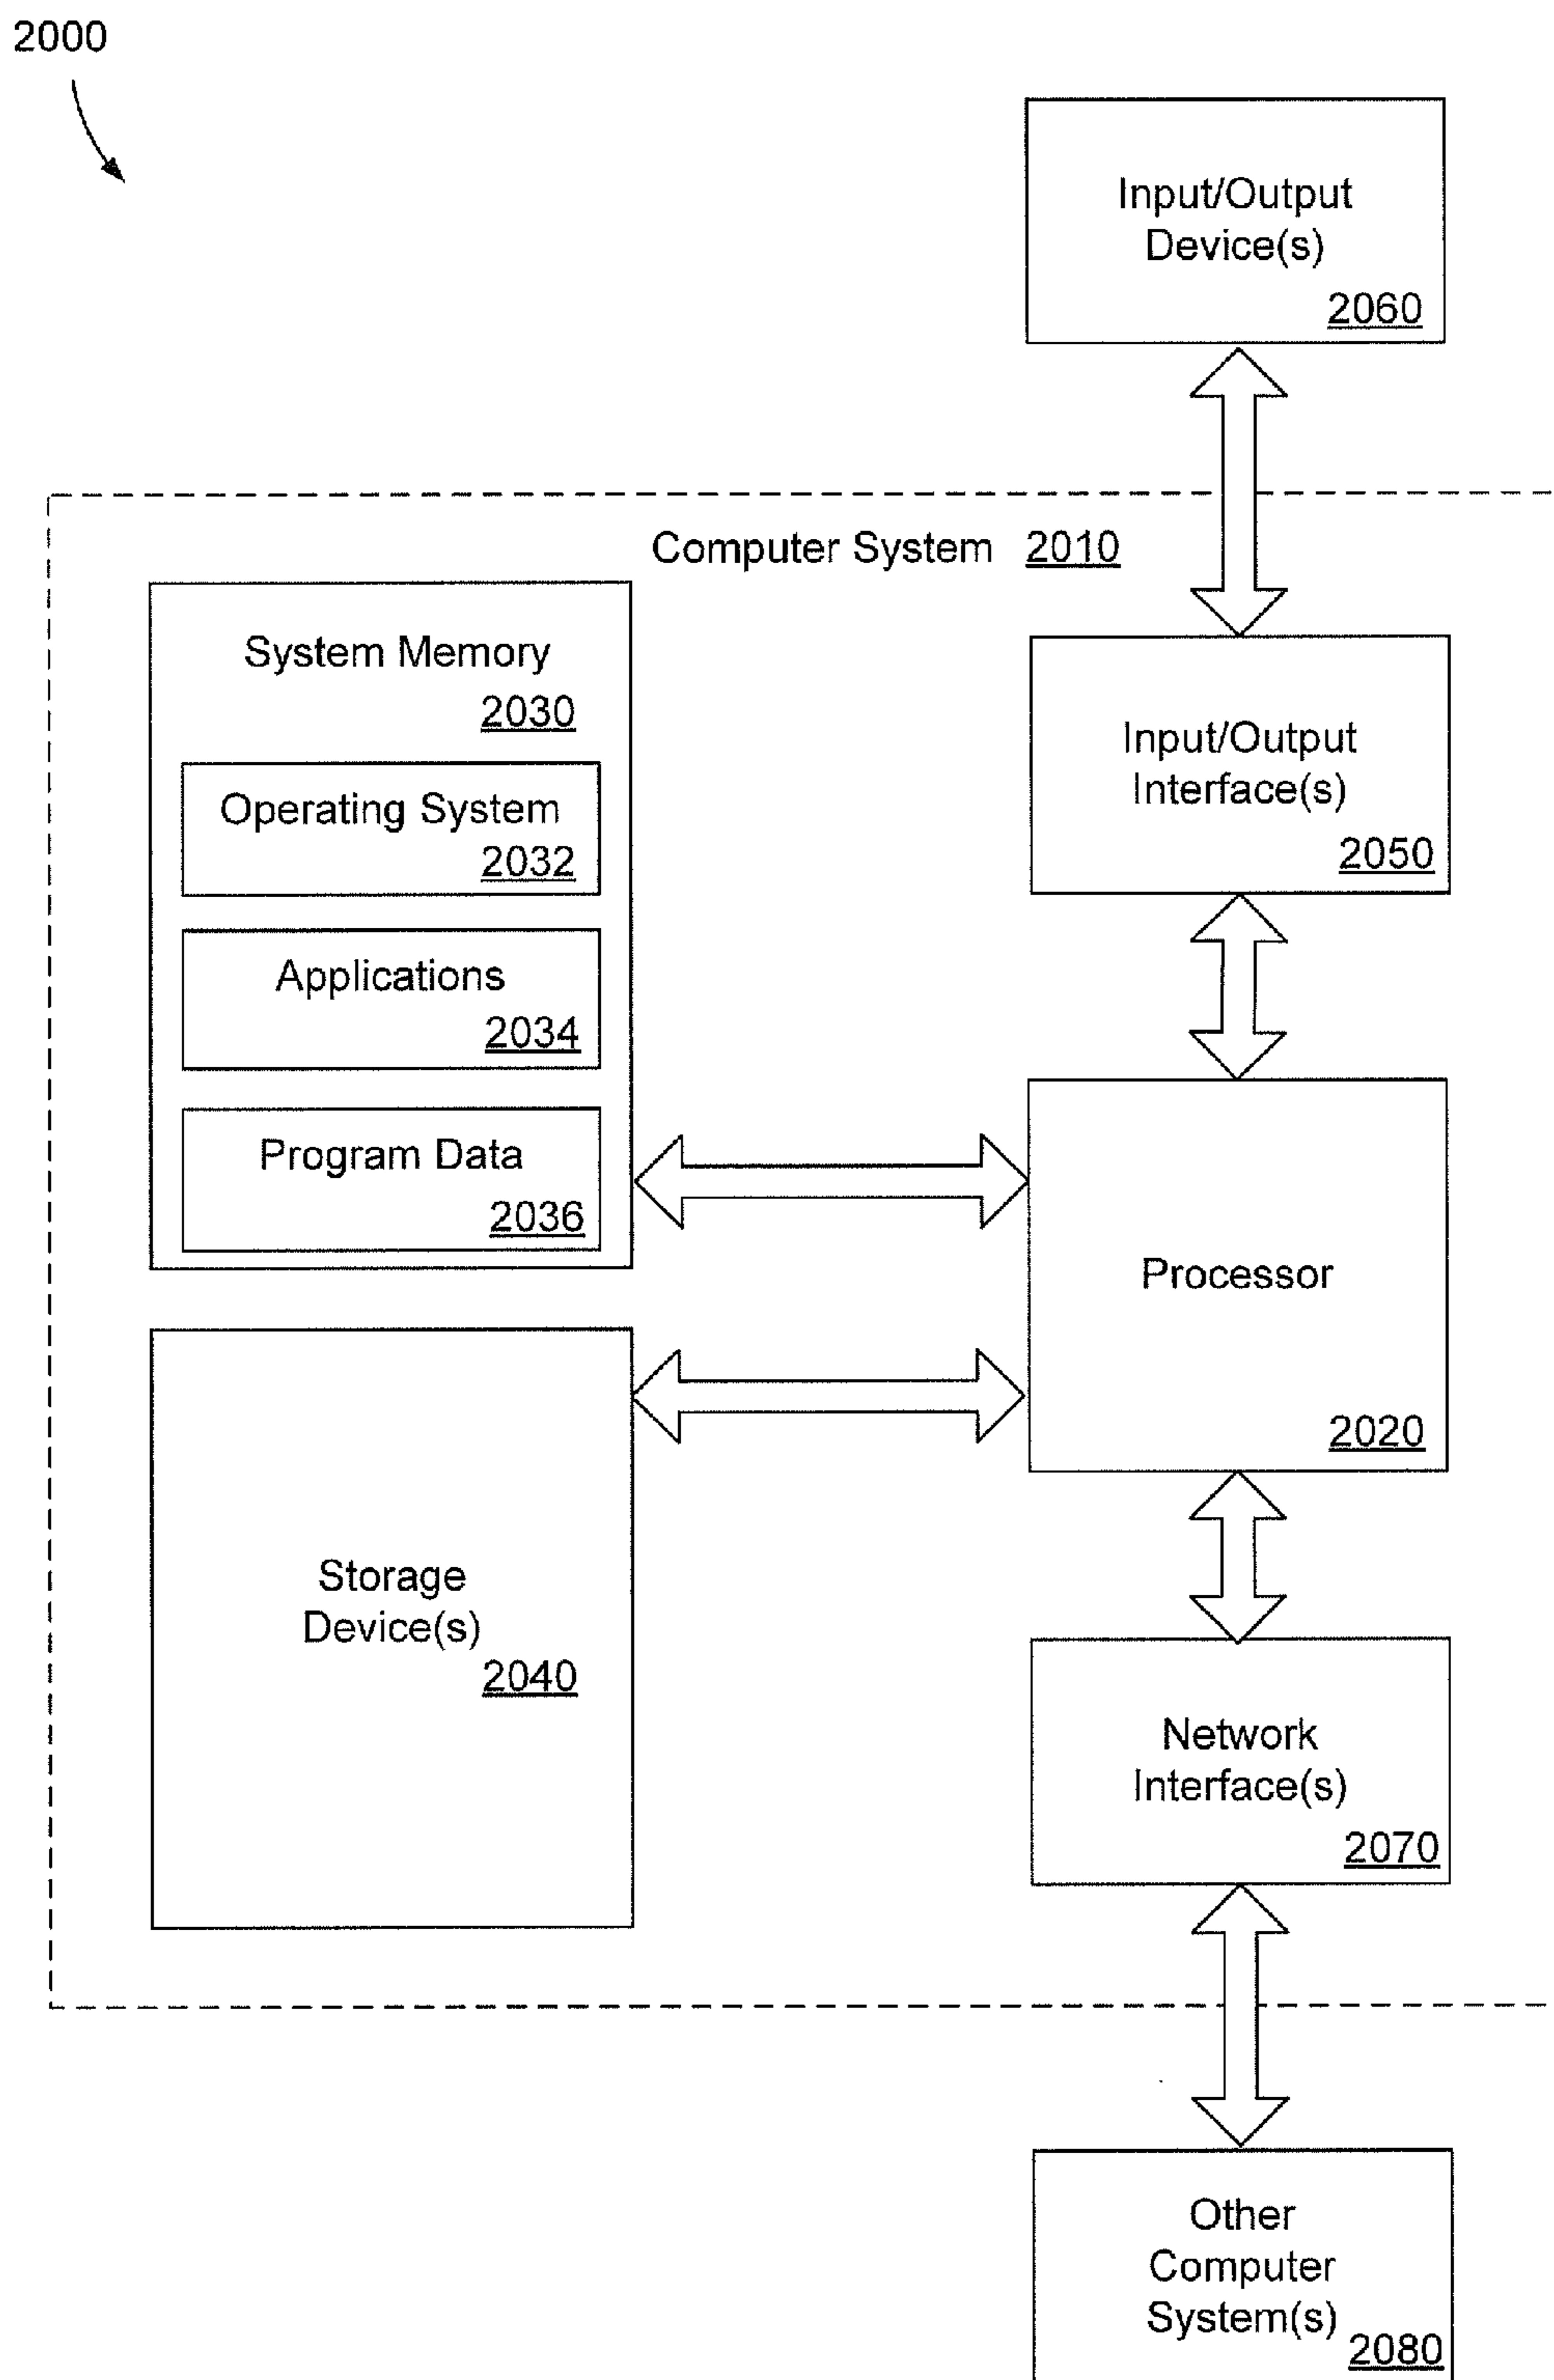 2000
Input/Output
Device(s)
2060
Computer System 2010
System Memory
2030
Operating System
2032
Applications
2034
Program Data
2036
Storage
Device(s)
2040
Input/Output
Interface(s)
2050
Processor
2020
Network
Interface(s)
2070
Other
Computer
System(s)
2080